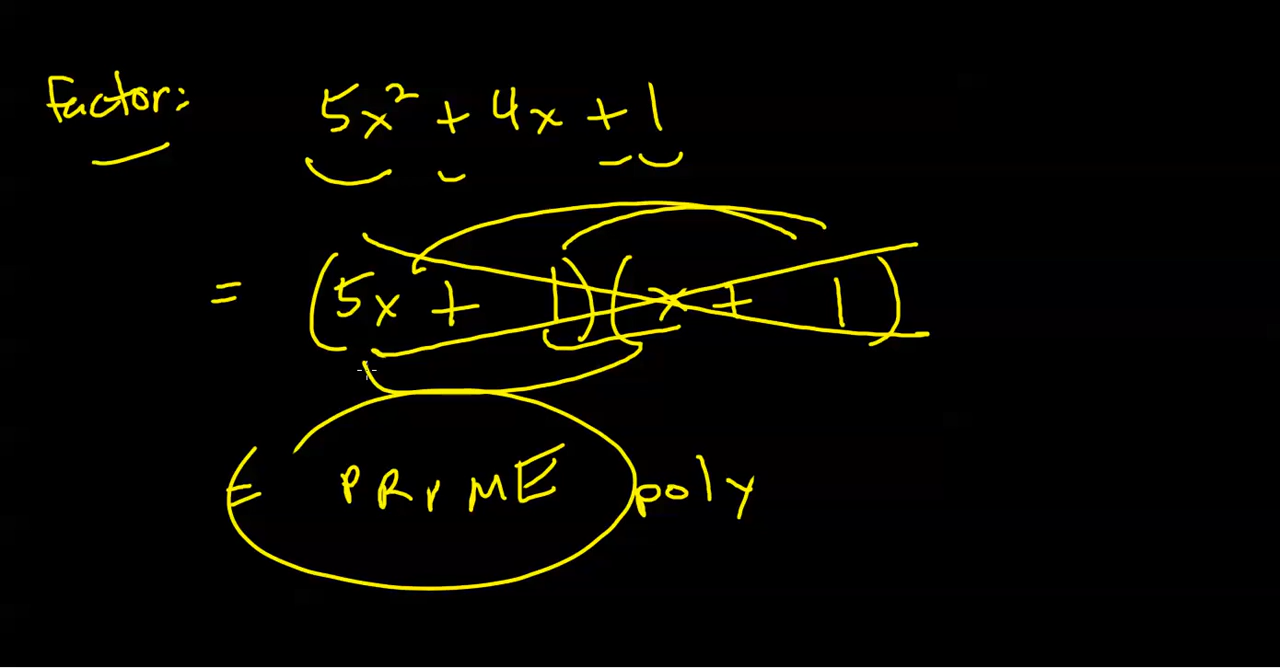 Factor: 5x² + 4x + 1
= (5x + 1)(x + 1)
= PRIME poly